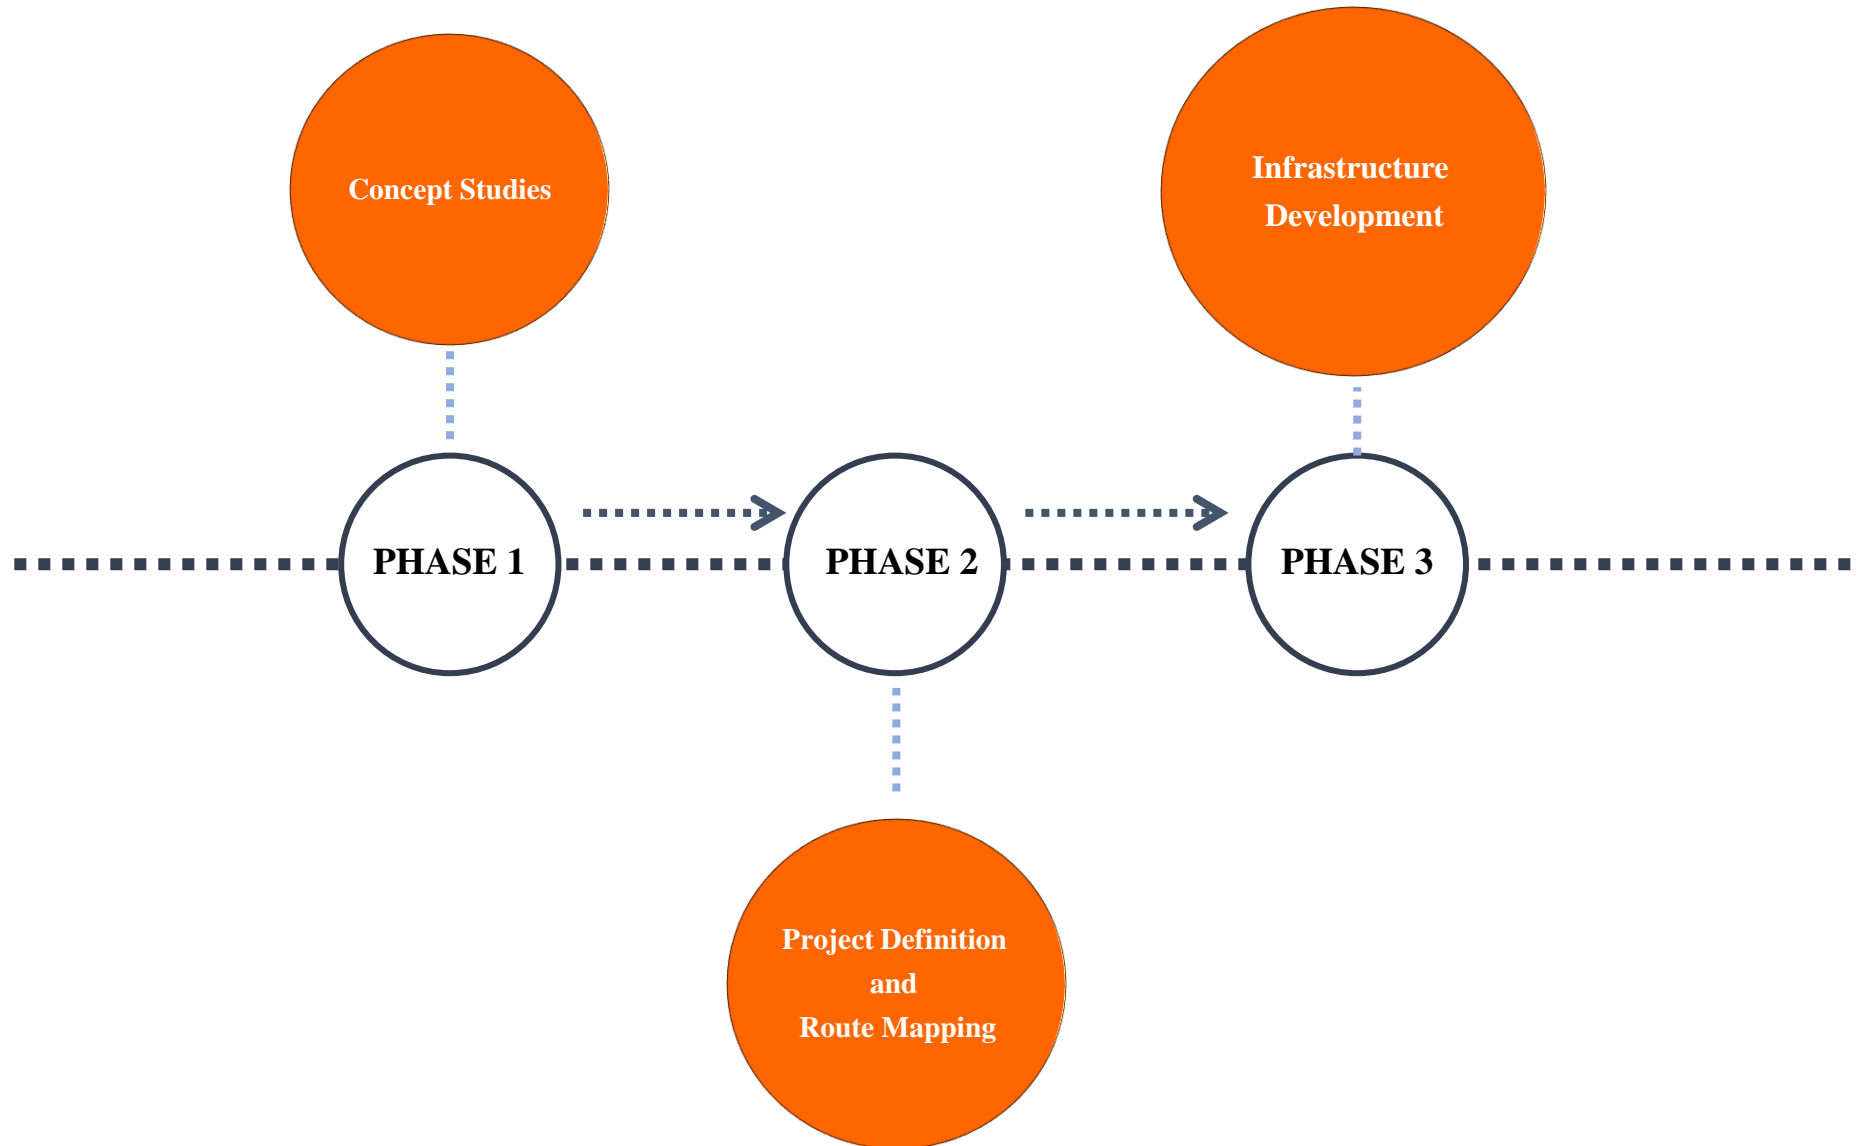 Concept Studies
Infrastructure
Development
PHASE 1
PHASE 2
PHASE 3
Project Definition
and
Route Mapping